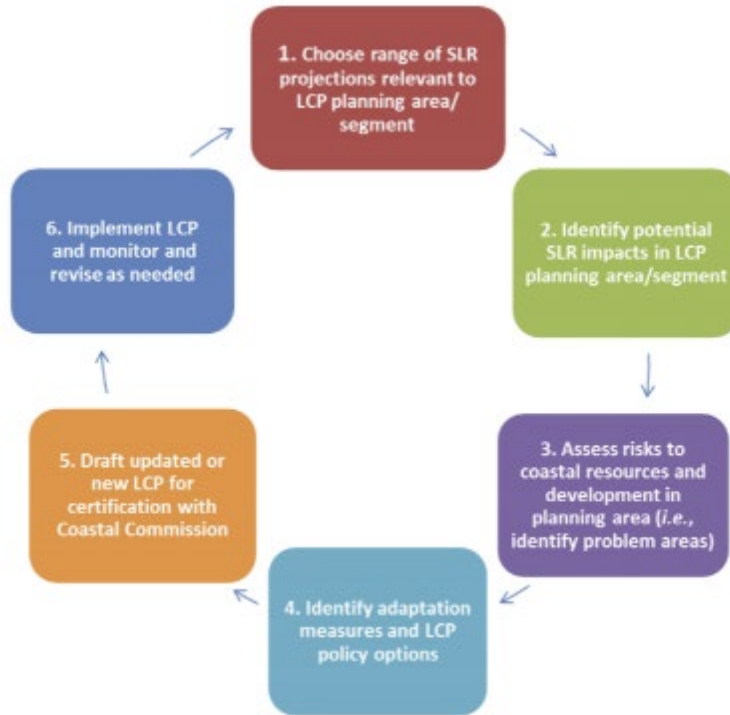 1. Choose range of SLR
projections relevant to
LCP planning area/
segment
2. Identify potential
SLR impacts in LCP
planning area/segment
3. Assess risks to
coastal resources and
development in
planning area (i.e.,
identify problem areas)
4. Identify adaptation
measures and LCP
policy options
5. Draft updated or
new LCP for
certification with
Coastal Commission
6. Implement LCP
and monitor and
revise as needed